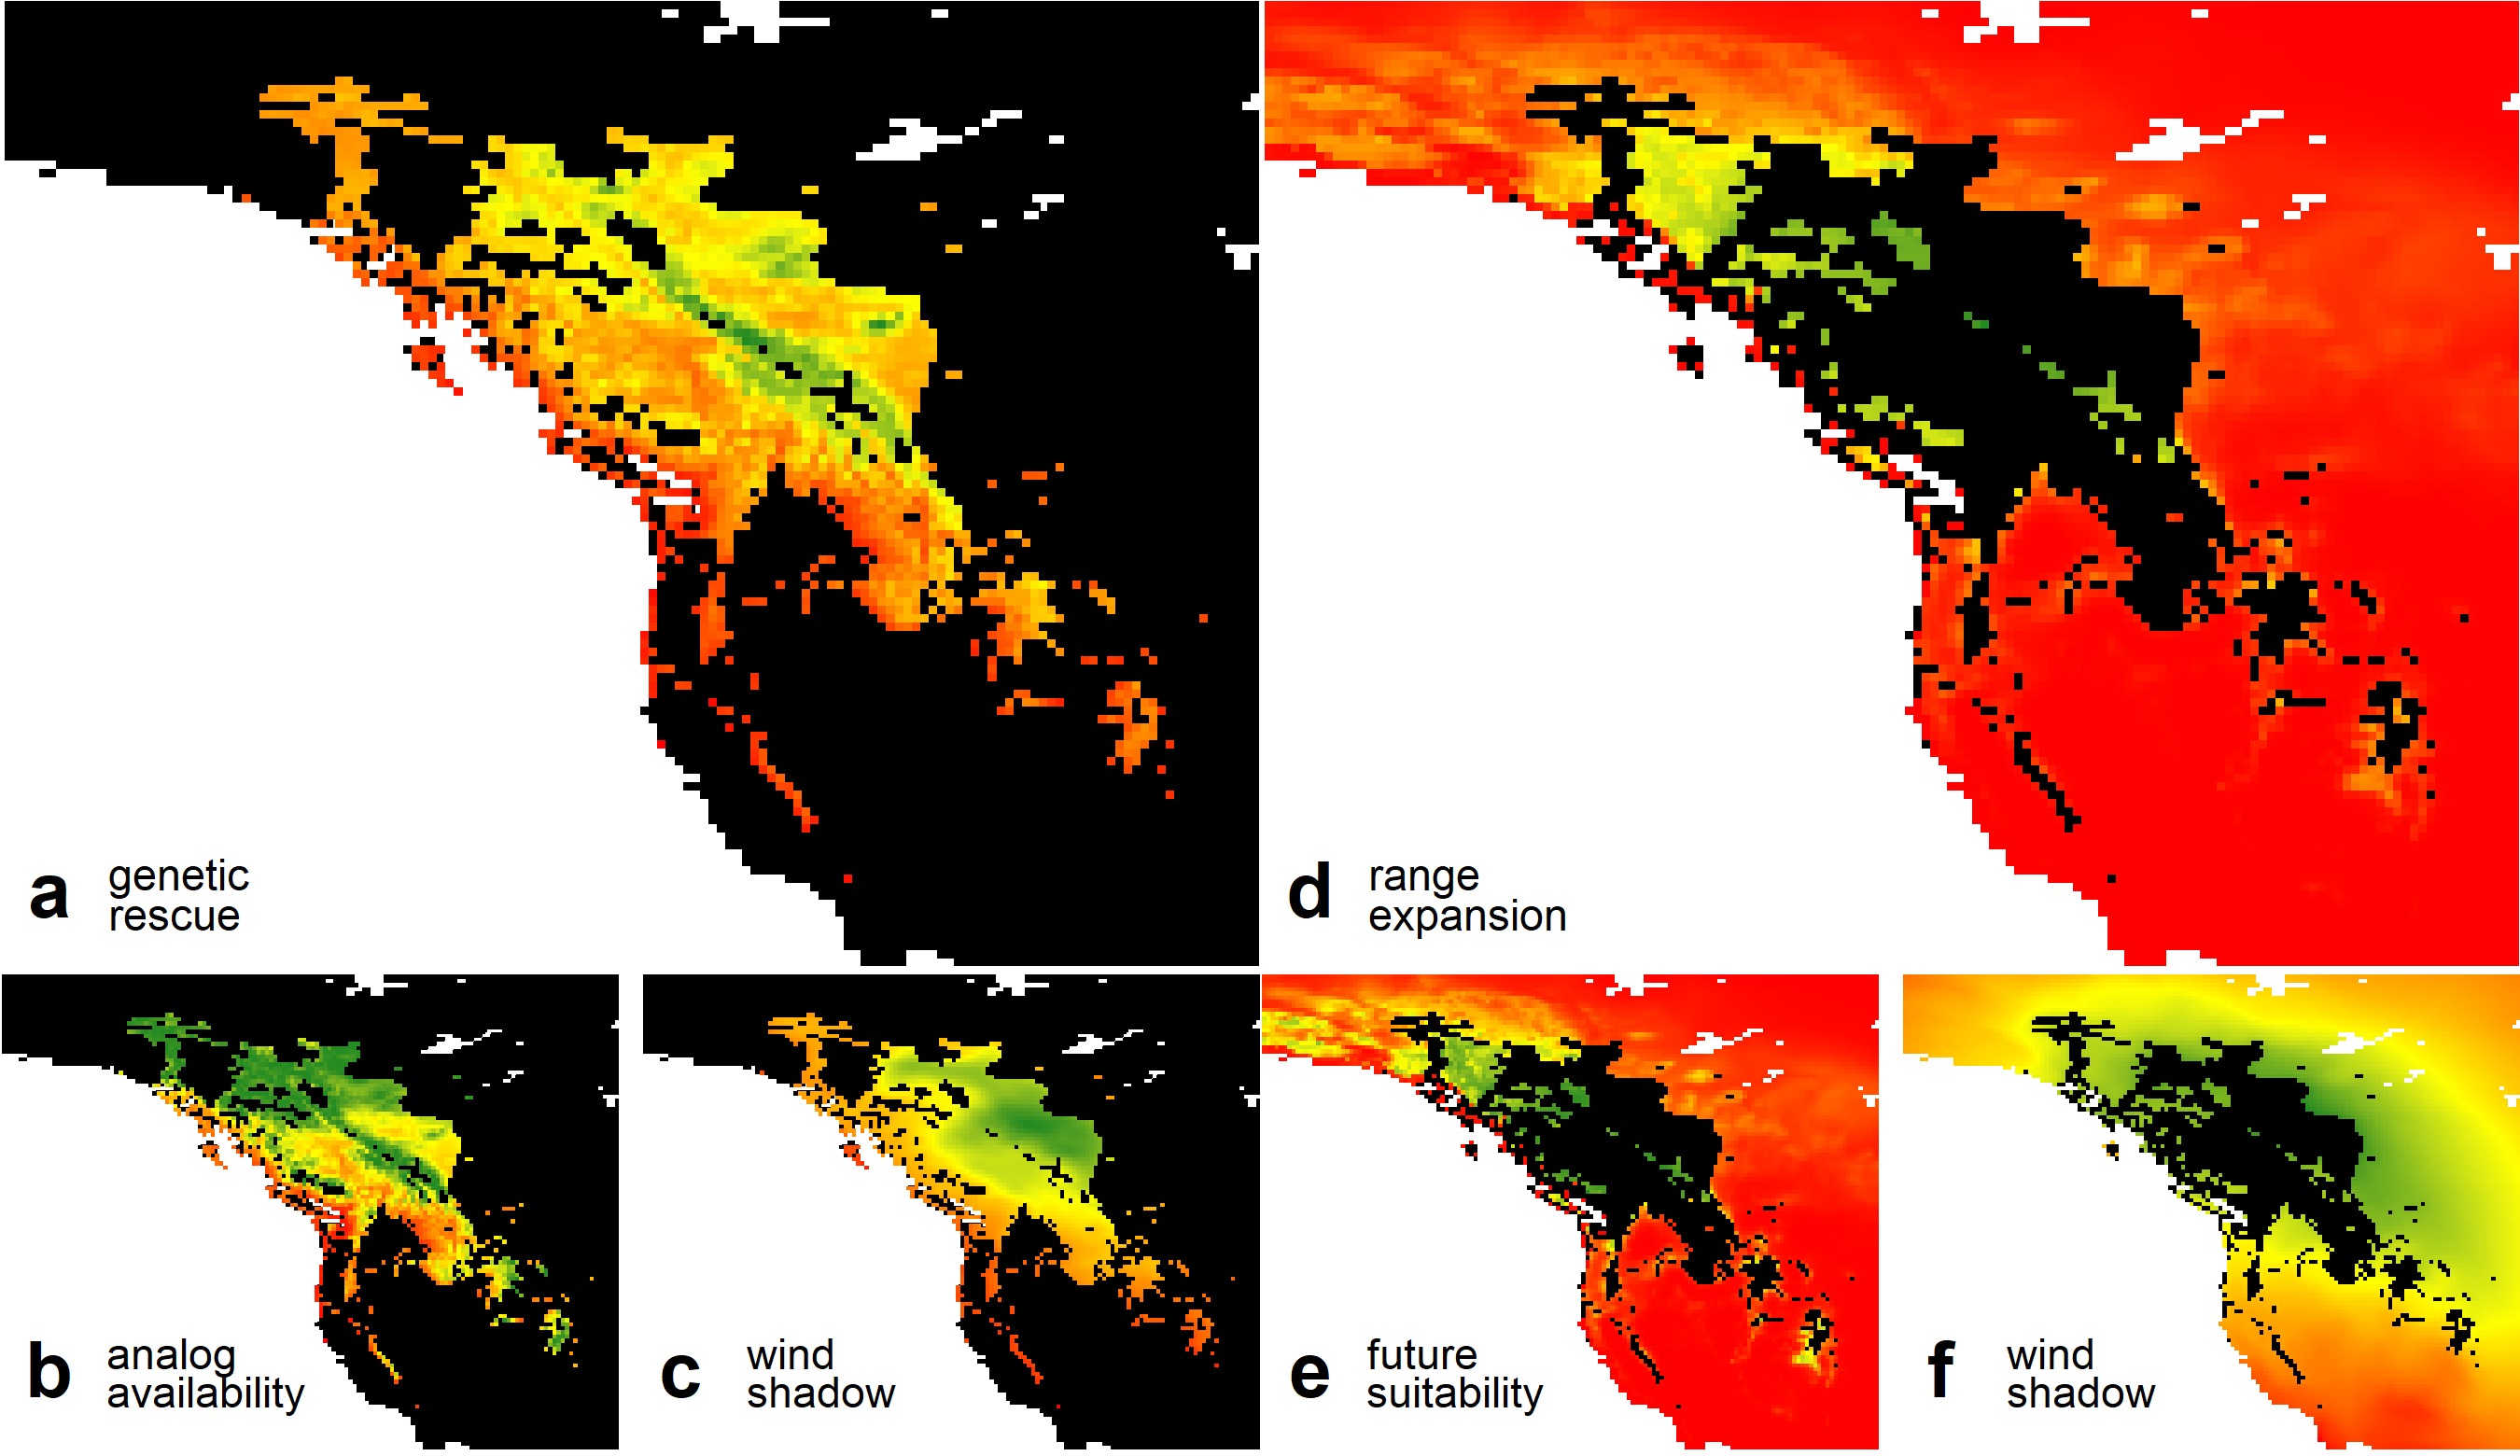 a genetic
rescue
d range
expansion
b analog
availability
c wind
shadow
e future
suitability
f wind
shadow